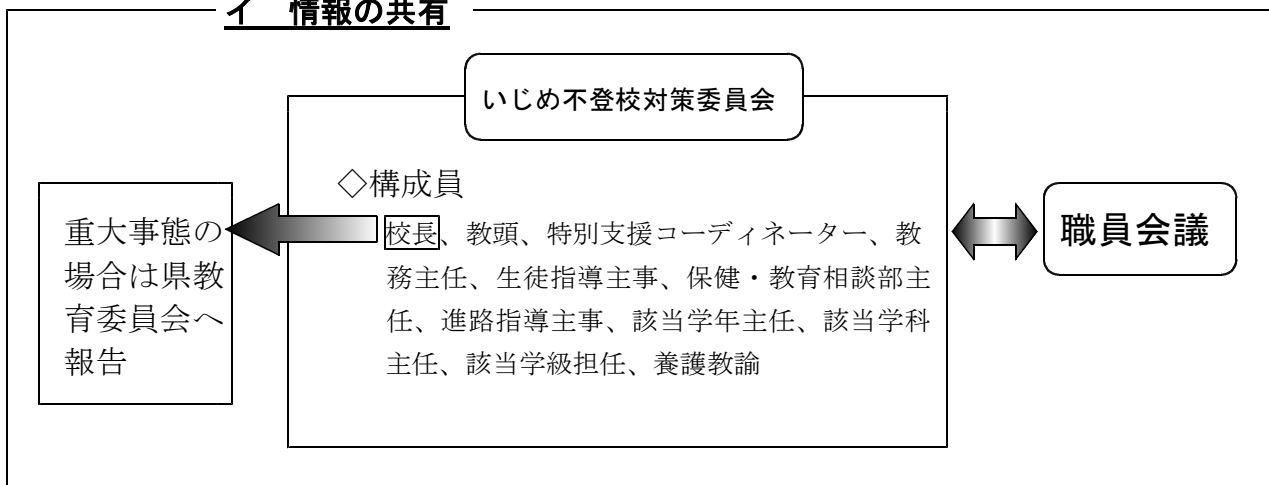 イ 情報の共有
いじめ不登校対策委員会
◇構成員
校長、教頭、特別支援コーディネーター、教
務主任、生徒指導主事、保健・教育相談部主
任、進路指導主事、該当学年主任、該当学科
主任、該当学級担任、養護教諭
重大事態の
場合は県教
育委員会へ
報告
職員会議